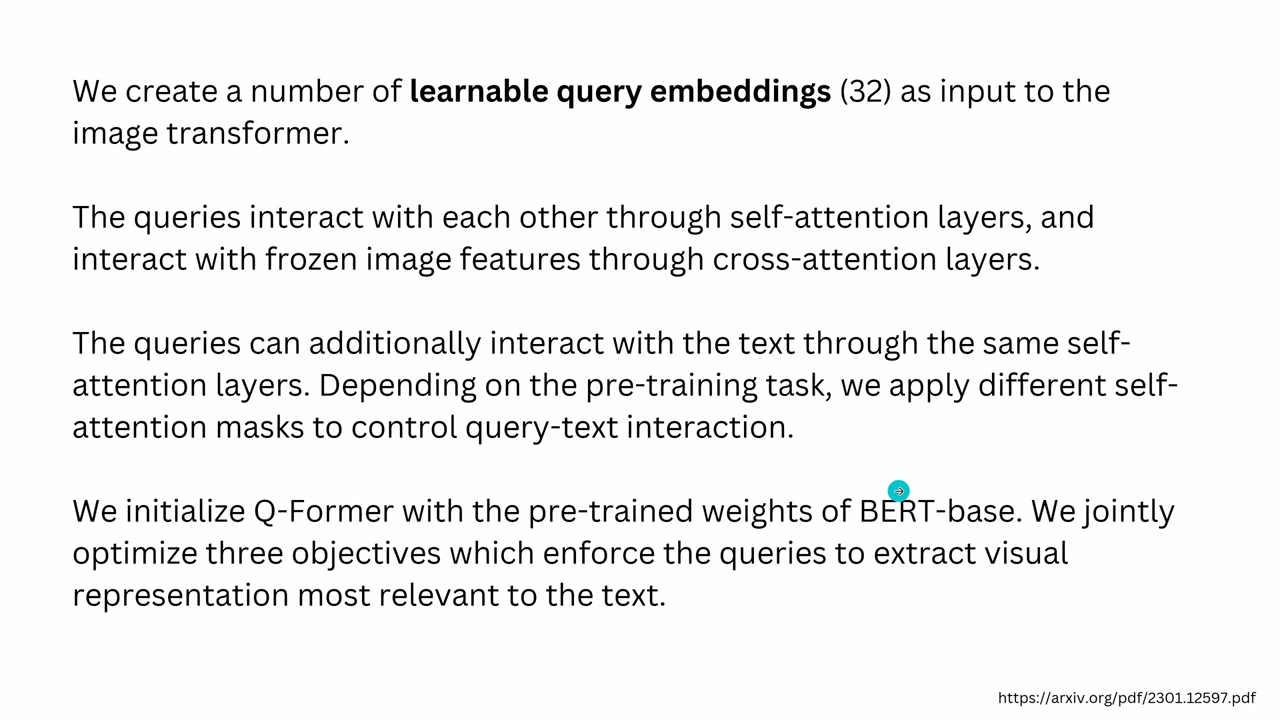 We create a number of learnable query embeddings (32) as input to the
image transformer.
The queries interact with each other through self-attention layers, and
interact with frozen image features through cross-attention layers.
The queries can additionally interact with the text through the same self-
attention layers. Depending on the pre-training task, we apply different self-
attention masks to control query-text interaction.
We initialize Q-Former with the pre-trained weights of BERT-base. We jointly
optimize three objectives which enforce the queries to extract visual
representation most relevant to the text.
https://arxiv.org/pdf/2301.12597.pdf